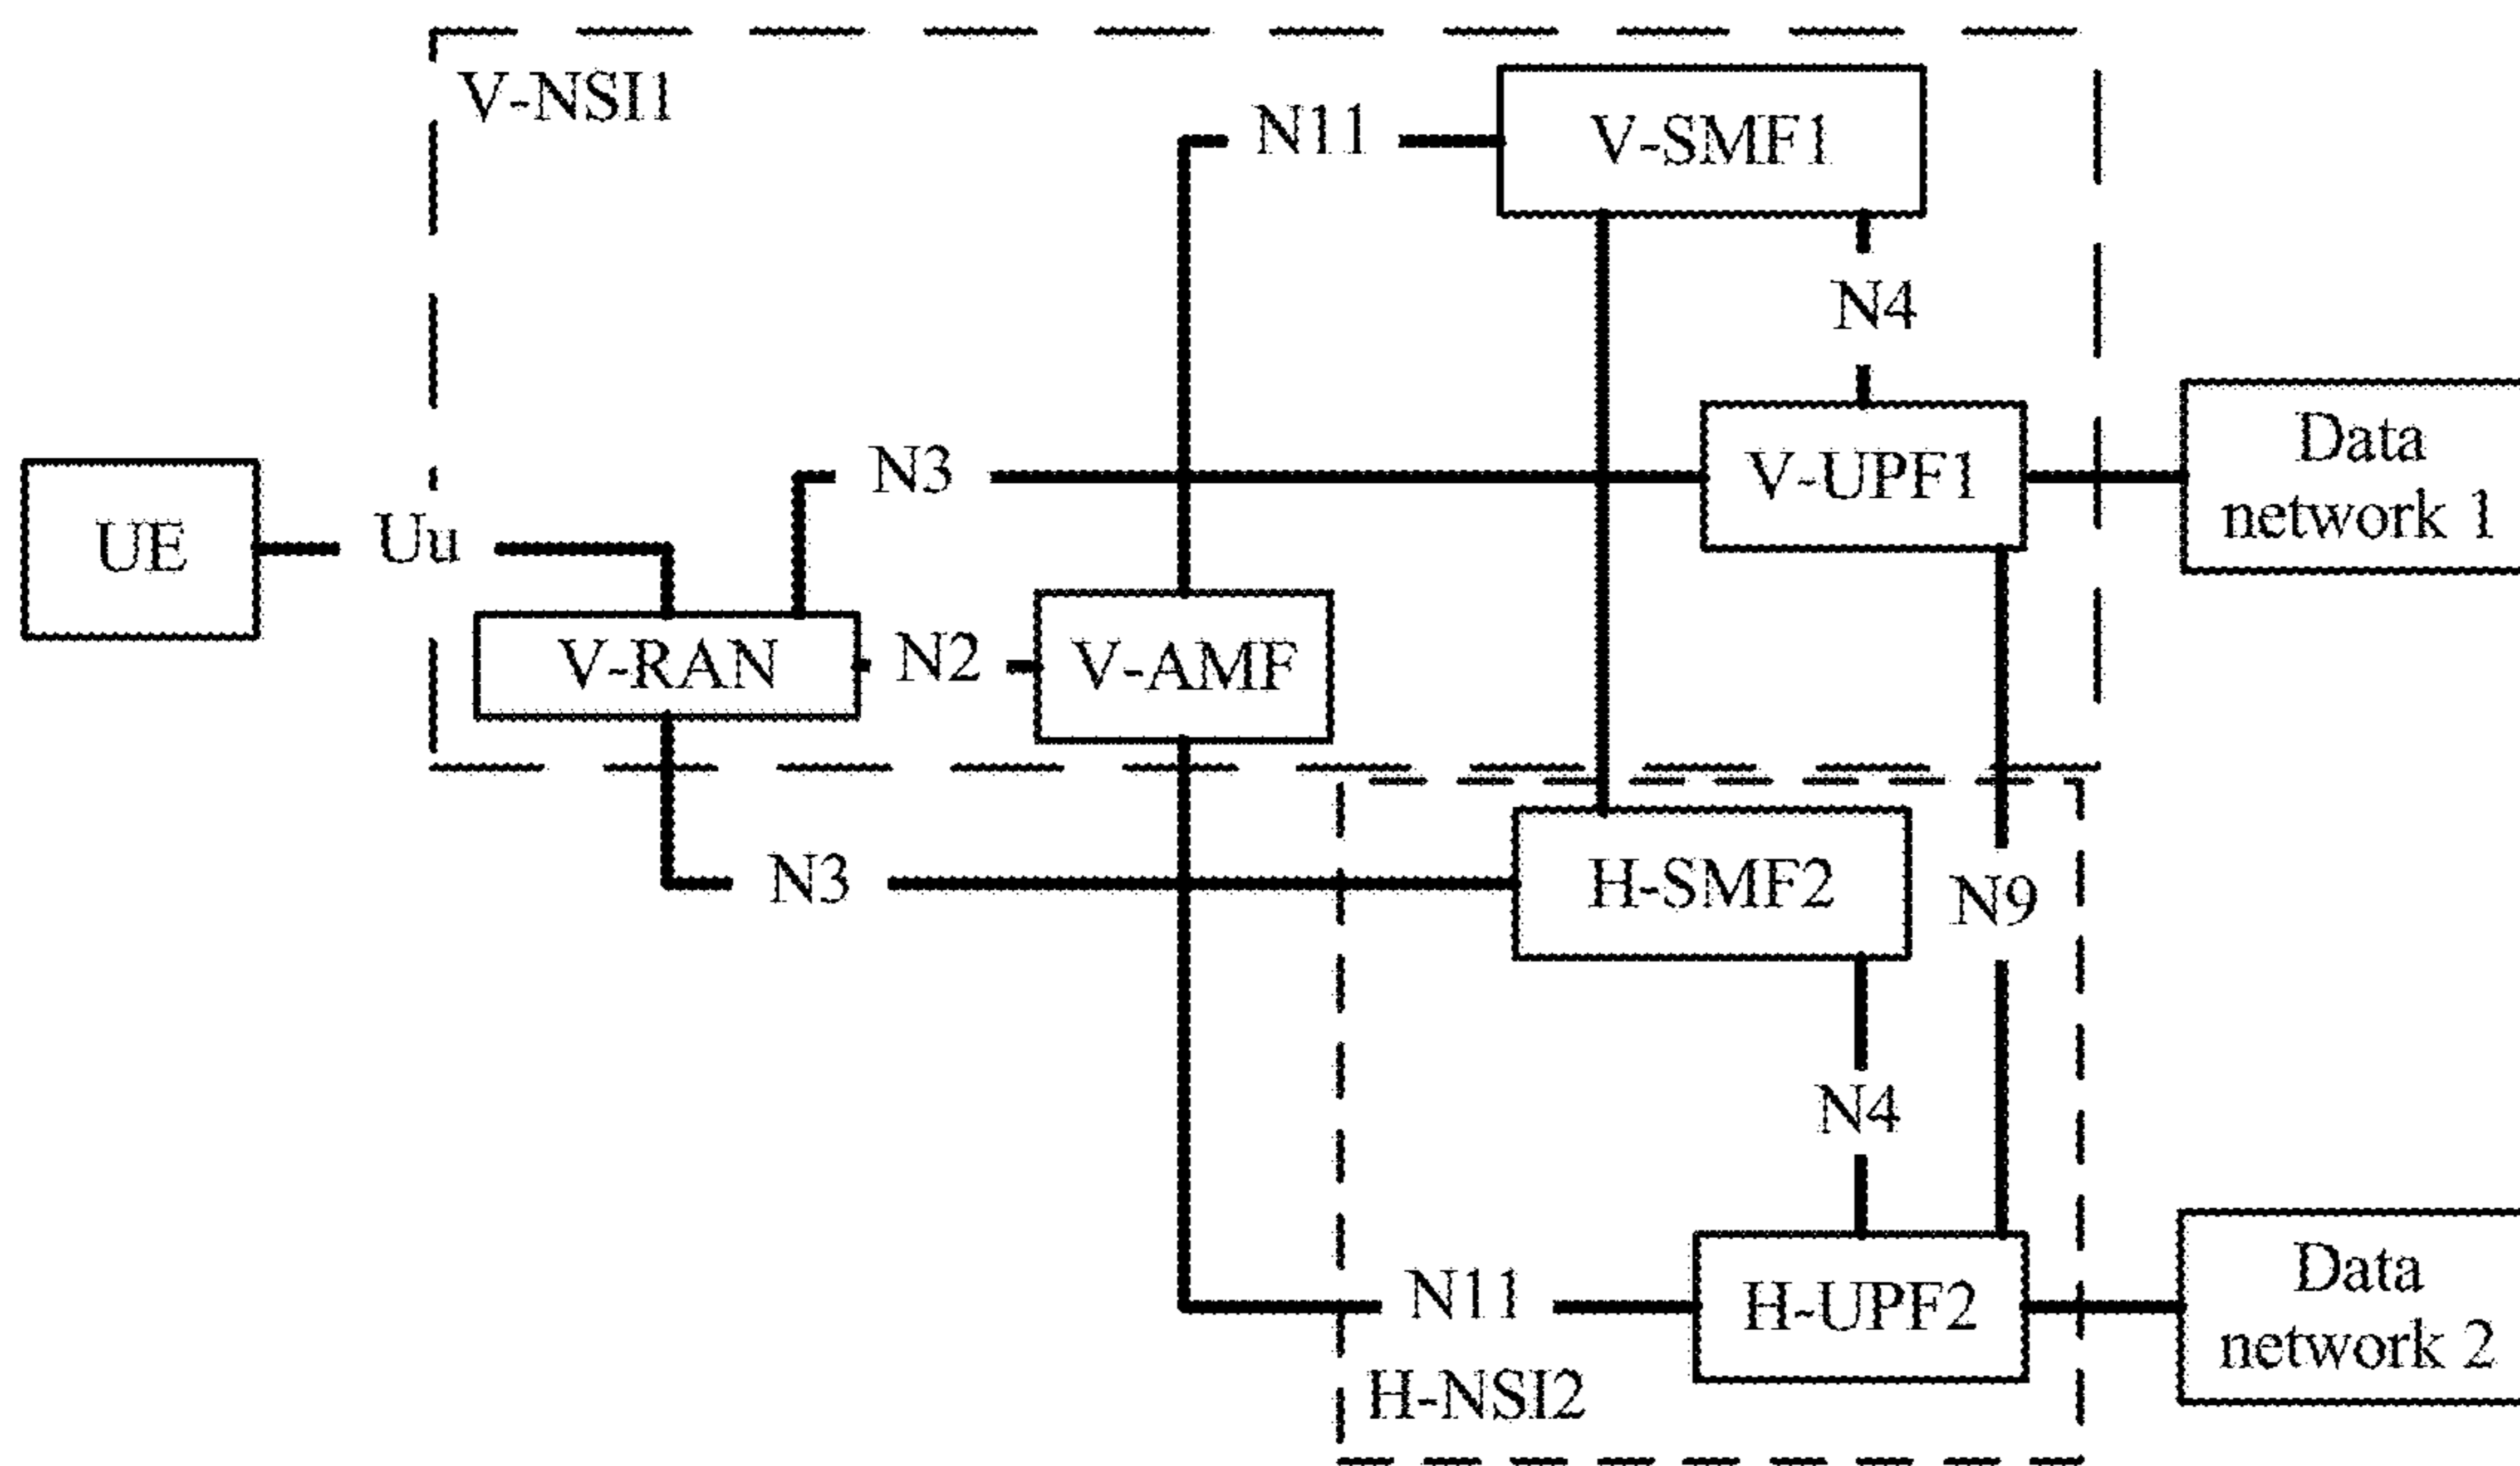 V-NSI1
N11
V-SMF1
N4
N3
V-UPF1
Data
network 1
UE
Uu
V-RAN
N2
V-AMF
N3
H-SMF2
N9
N4
N11
H-UPF2
Data
network 2
H-NSI2